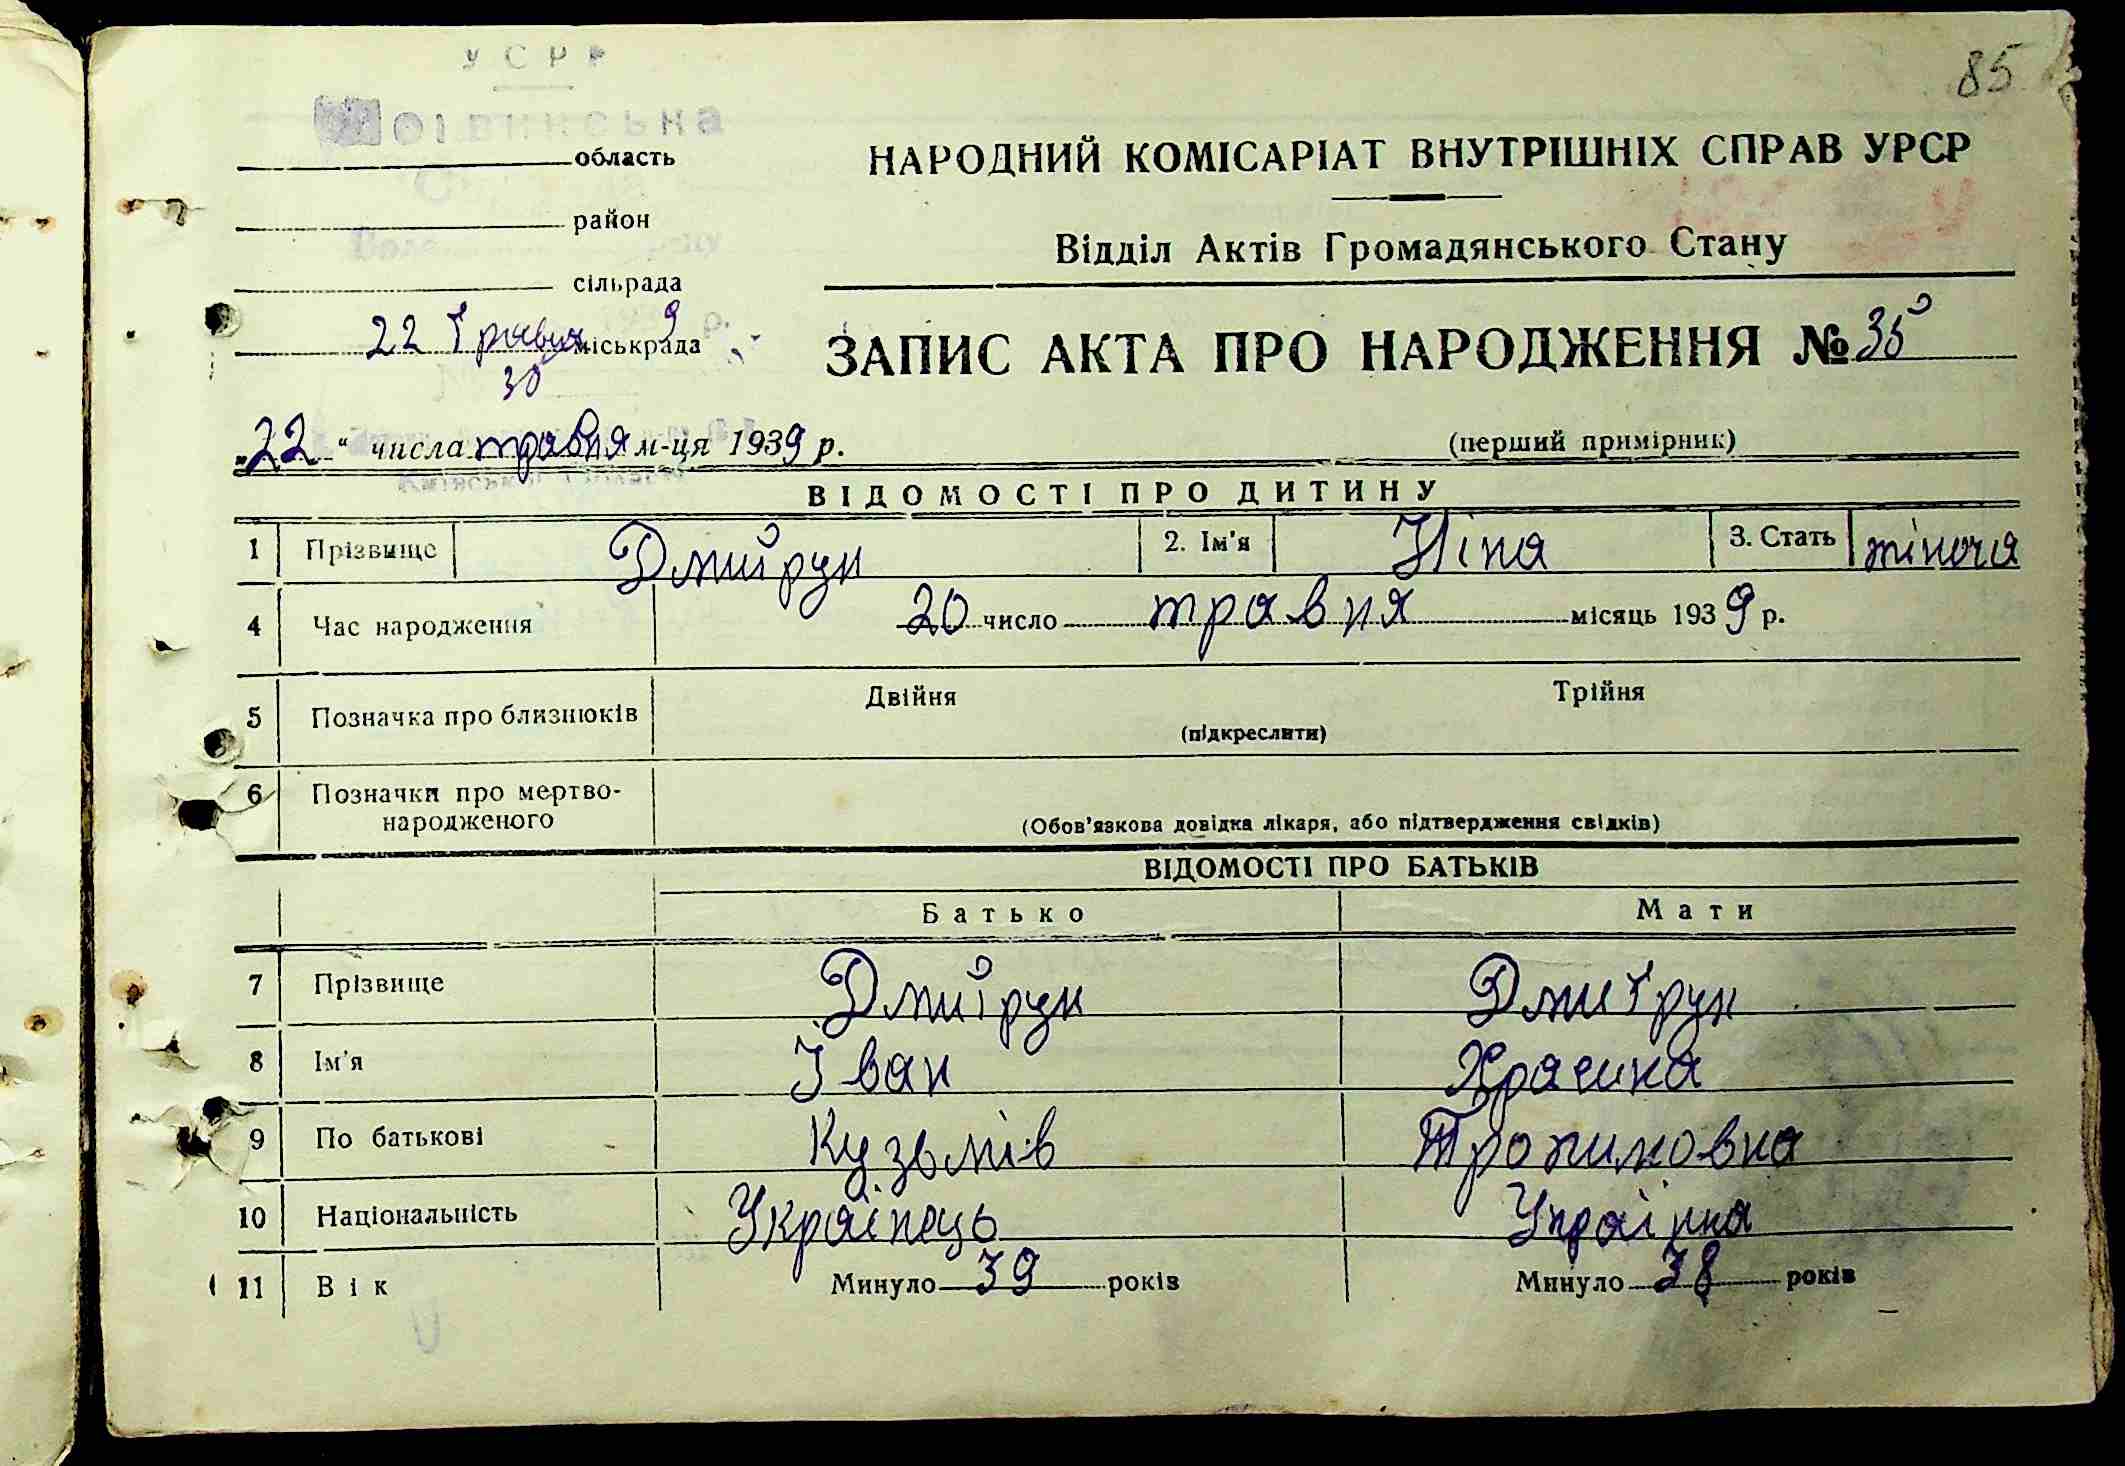 УСРР
85
область
НАРОДНИЙ КОМІСАРІАТ ВНУТРІШНІХ СПРАВ УРСР
район
Відділ Актів Громадянського Стану
сільрада
22 травня 9 р.
міськрада
35
ЗАПИС АКТА ПРО НАРОДЖЕННЯ № 35
„22“ числа травня м-ця 1939 р.
(перший примірник)
Київської області
ВІДОМОСТІ ПРО ДИТИНУ
1 Прізвище Дмитрук 2. Ім'я Ніна 3. Стать жіноча
4 Час народження 20 число травня місяць 1939 р.
5 Позначка про близнюків Двійня Трійня
(підкреслити)
6 Позначки про мертво-
народженого
(Обов'язкова довідка лікаря, або підтвердження свідків)
ВІДОМОСТІ ПРО БАТЬКІВ
Батько Мати
7 Прізвище Дмитрук Дмитрук
8 Ім'я Іван
9 По батькові Кузьмів
10 Національність Українець Українка
11 Вік Минуло 39 років Минуло 38 років